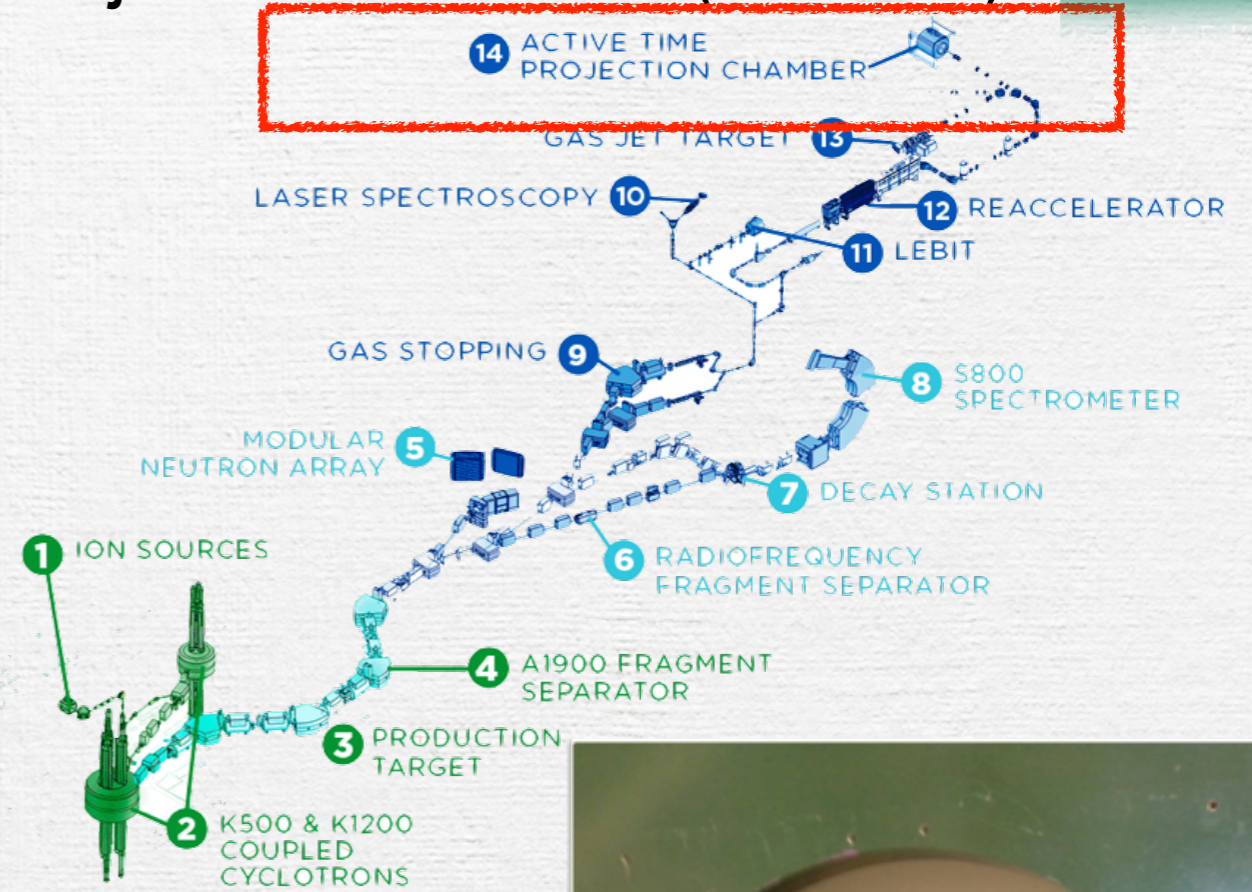 14 ACTIVE TIME
PROJECTION CHAMBER
GAS JET TARGET 13
LASER SPECTROSCOPY 10
12 REACCELERATOR
11 LEBIT
GAS STOPPING 9
8 S800
SPECTROMETER
MODULAR 5
NEUTRON ARRAY
7 DECAY STATION
1 ION SOURCES
6 RADIOFREQUENCY
FRAGMENT SEPARATOR
4 A1900 FRAGMENT
SEPARATOR
3 PRODUCTION
TARGET
2 K500 & K1200
COUPLED
CYCLOTRONS